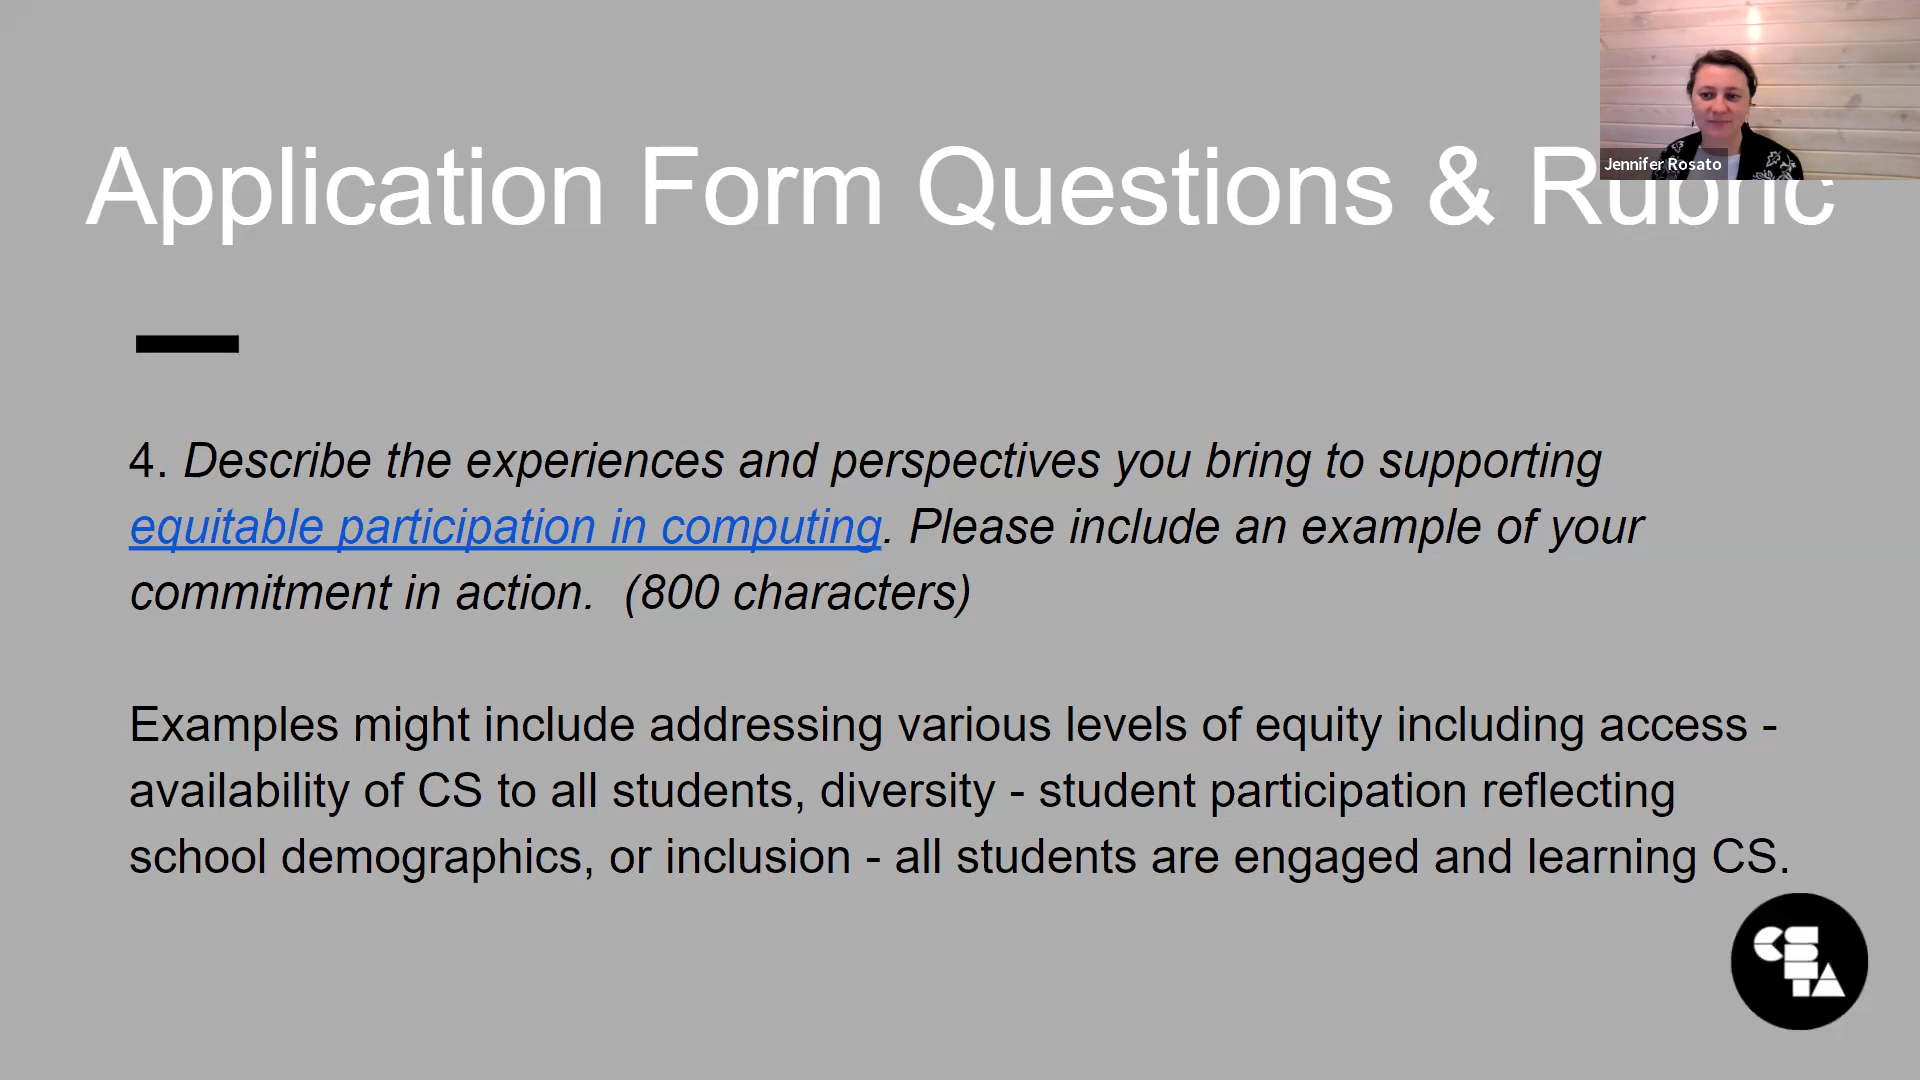 Application Form Questions & Rubric
Jennifer Rosato
4. Describe the experiences and perspectives you bring to supporting
equitable participation in computing. Please include an example of your
commitment in action. (800 characters)
Examples might include addressing various levels of equity including access -
availability of CS to all students, diversity - student participation reflecting
school demographics, or inclusion - all students are engaged and learning CS.
CSTA